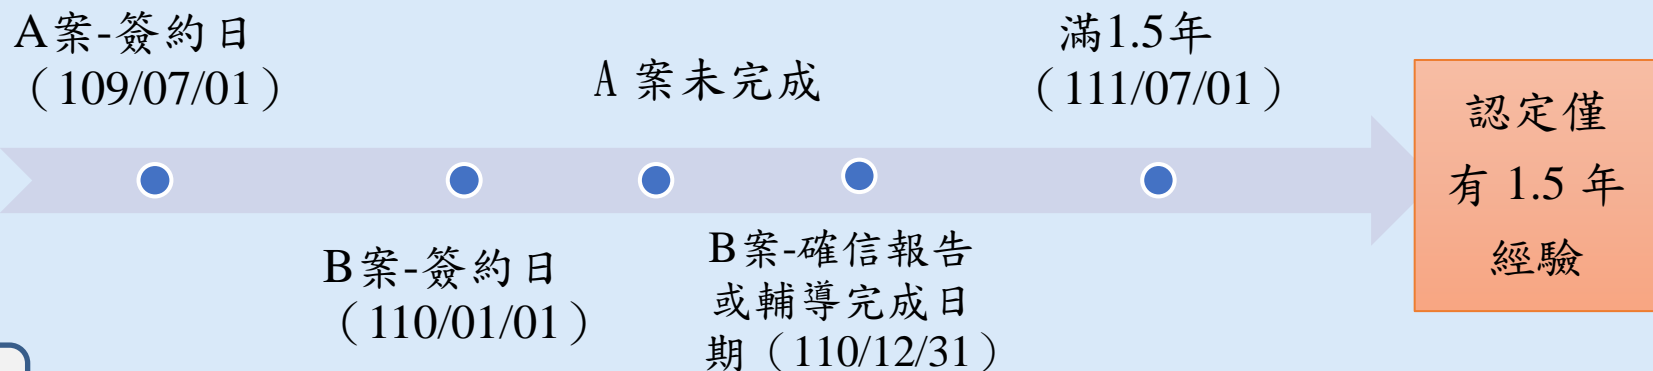 A案-簽約日
（109/07/01）
A 案未完成
滿1.5年
（111/07/01）
B案-簽約日
（110/01/01）
B案-確信報告
或輔導完成日
期（110/12/31）
認定僅
有 1.5 年
經驗